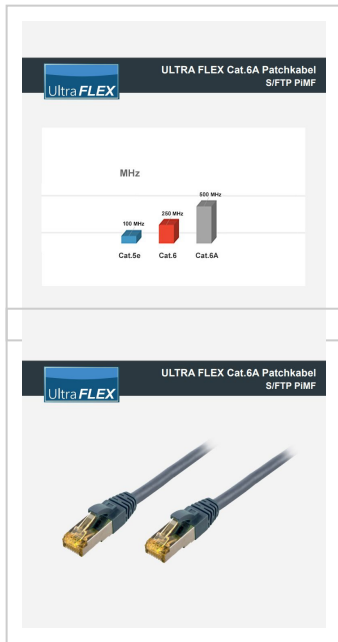 ULTRA FLEX Cat.6A Patchkabel
S/FTP PiMF
Ultra FLEX
MHz
500 MHz
250 MHz
100 MHz
Cat.5e Cat.6 Cat.6A
ULTRA FLEX Cat.6A Patchkabel
S/FTP PiMF
Ultra FLEX